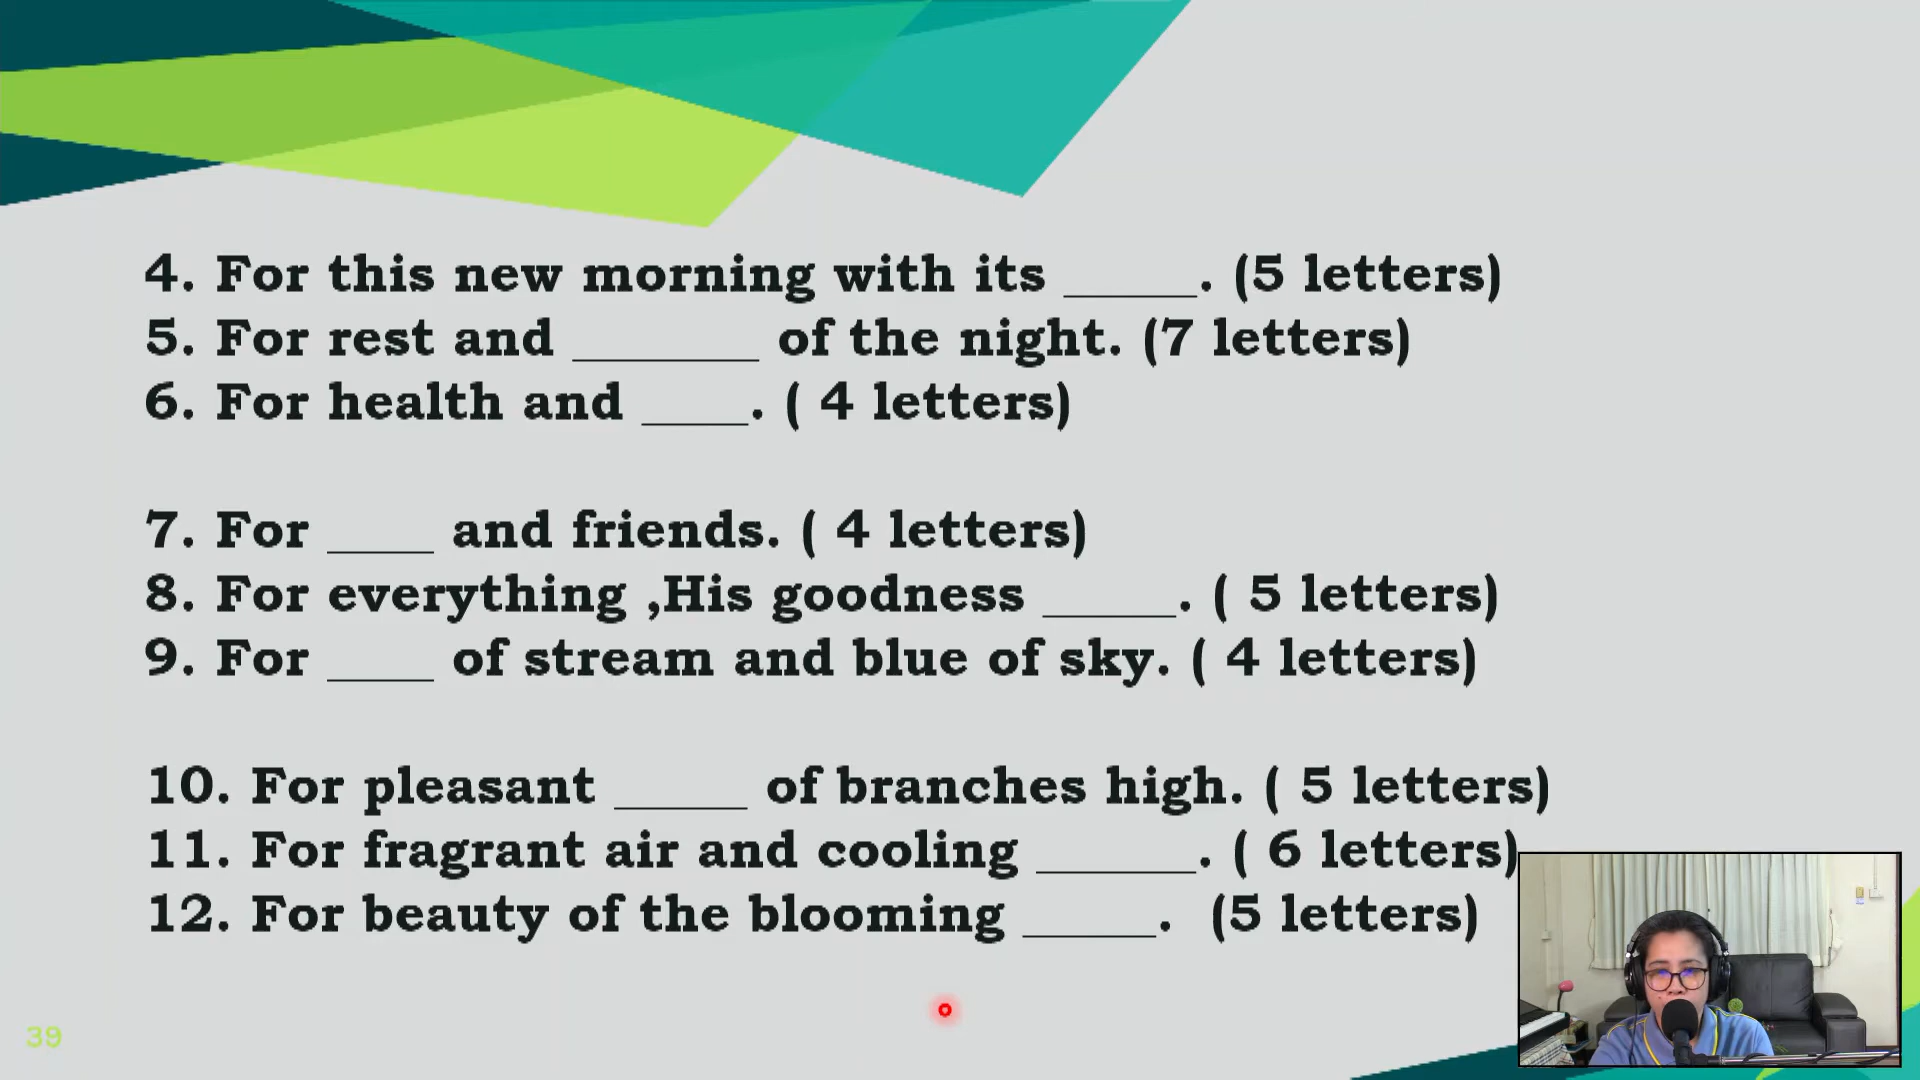 4. For this new morning with its _____. (5 letters)
5. For rest and _______ of the night. (7 letters)
6. For health and ____. ( 4 letters)
7. For ____ and friends. ( 4 letters)
8. For everything ,His goodness _____. ( 5 letters)
9. For ____ of stream and blue of sky. ( 4 letters)
10. For pleasant _____ of branches high. ( 5 letters)
11. For fragrant air and cooling ______. ( 6 letters)
12. For beauty of the blooming _____.  (5 letters)
39